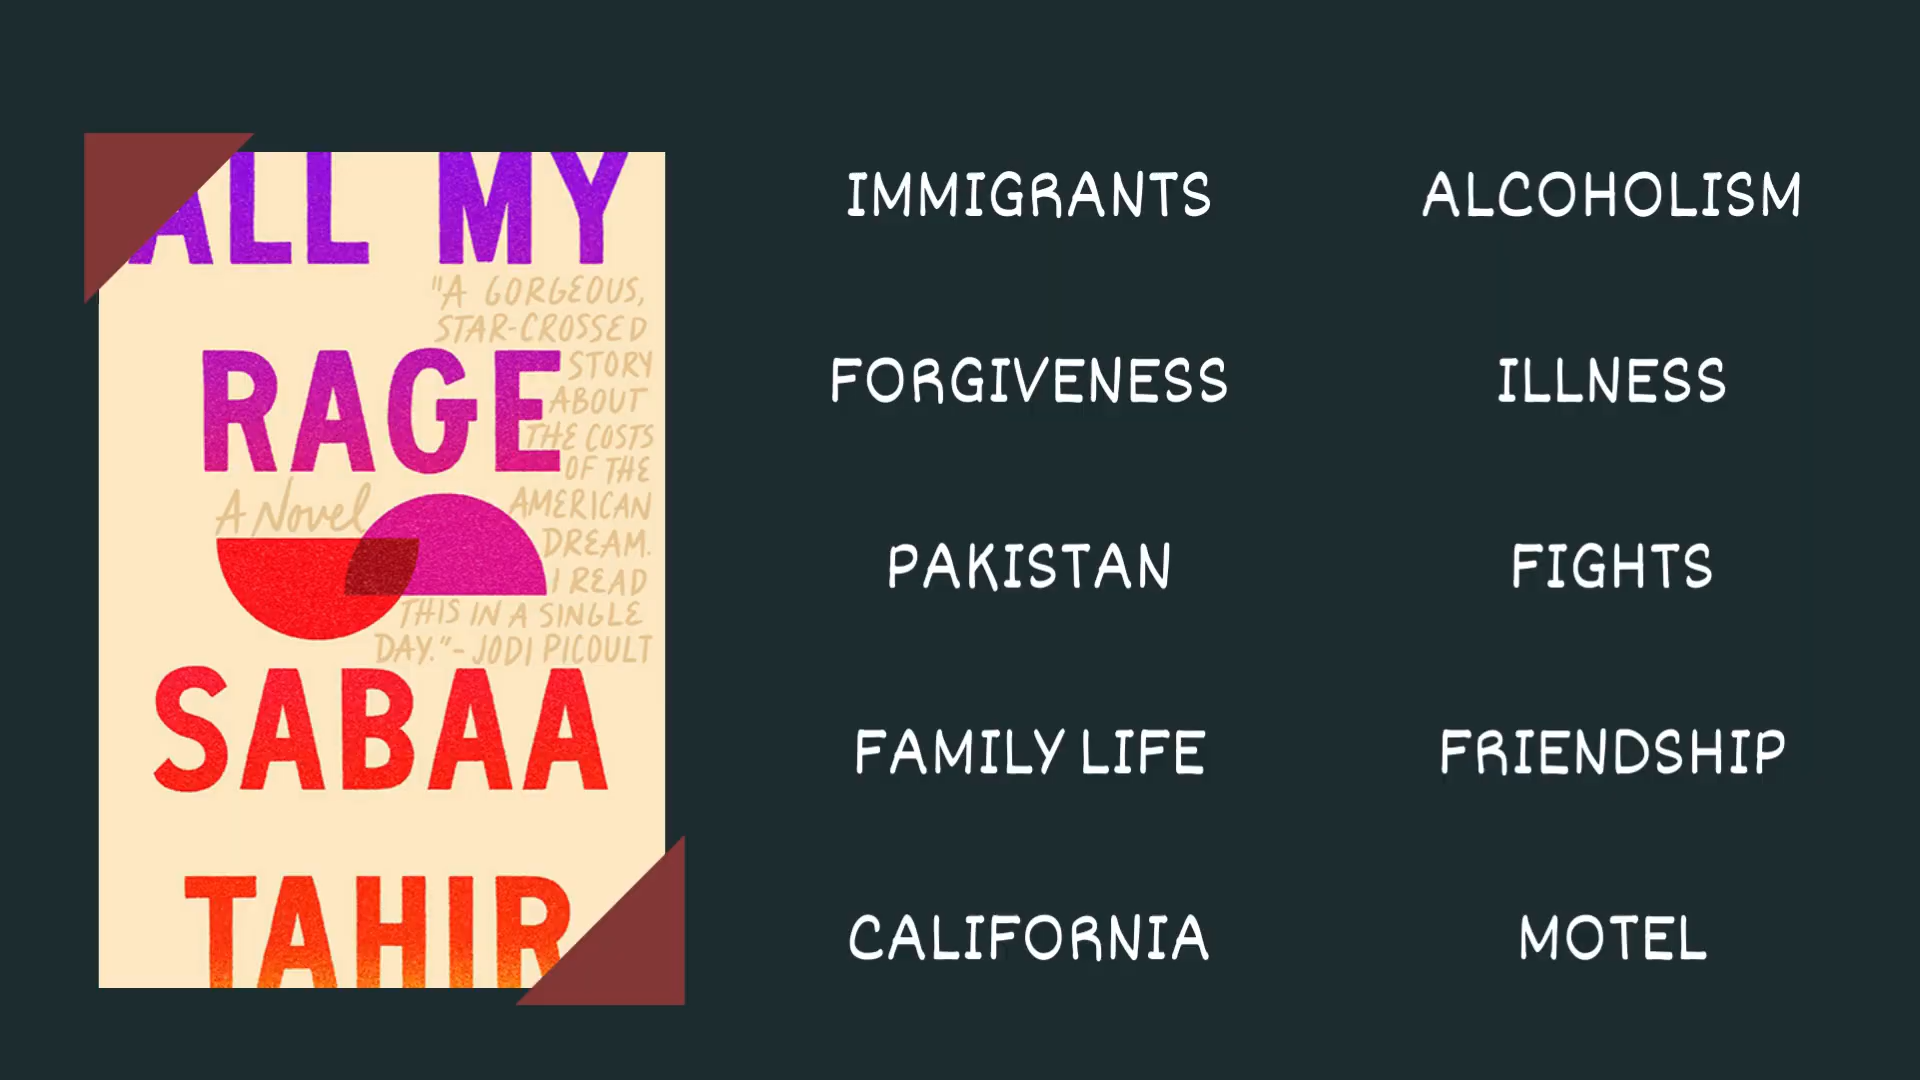 ALL MY
"A GORGEOUS,
STAR-CROSSED
STORY
RAGE
ABOUT
THE COSTS
OF THE
A Novel
AMERICAN
DREAM.
I READ
THIS IN A SINGLE
DAY."- JODI PICOULT
SABAA
TAHIR
IMMIGRANTS
FORGIVENESS
PAKISTAN
FAMILY LIFE
CALIFORNIA
ALCOHOLISM
ILLNESS
FIGHTS
FRIENDSHIP
MOTEL